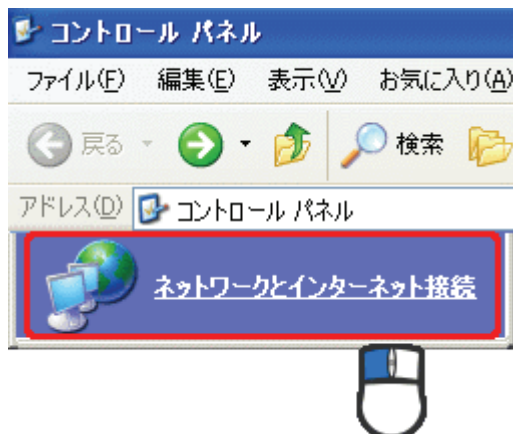 コントロール パネル
ファイル(F) 編集(E) 表示(V) お気に入り(A)
戻る 検索
アドレス(D) コントロール パネル
ネットワークとインターネット接続